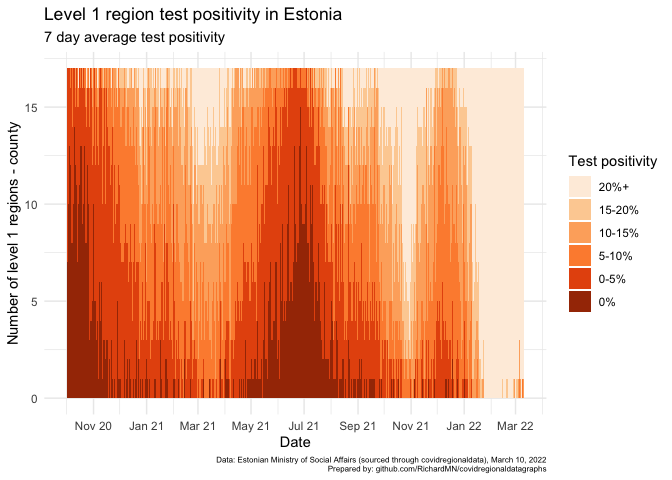 Level 1 region test positivity in Estonia
7 day average test positivity
Number of level 1 regions - county
15
10
5
0
Nov 20 Jan 21 Mar 21 May 21 Jul 21 Sep 21 Nov 21 Jan 22 Mar 22
Date
Test positivity
20%+
15-20%
10-15%
5-10%
0-5%
0%
Data: Estonian Ministry of Social Affairs (sourced through covidregionaldata), March 10, 2022
Prepared by: github.com/RichardMN/covidregionaldatagraphs